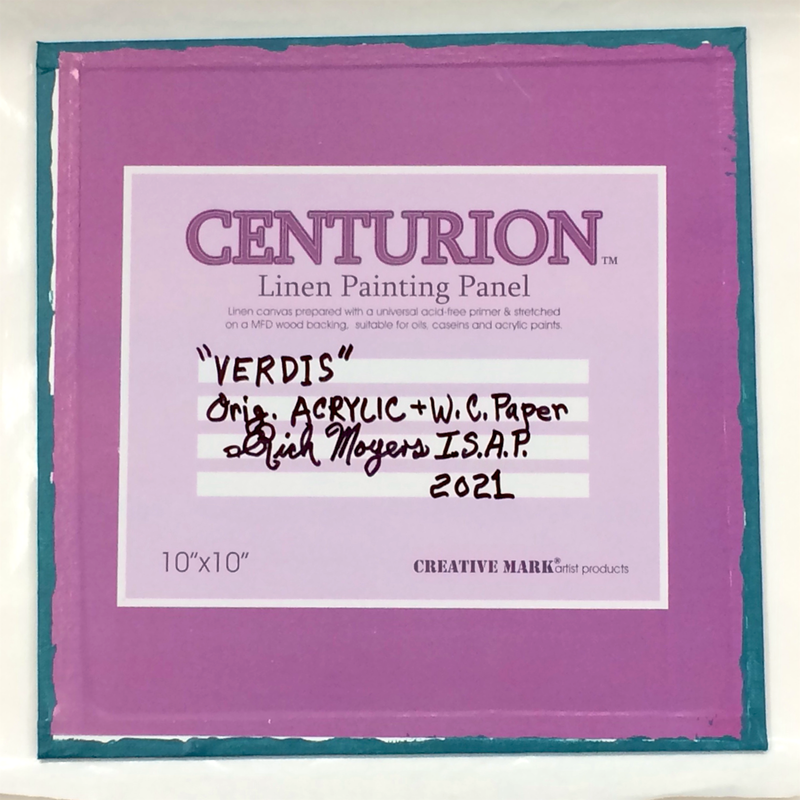 CENTURION™
Linen Painting Panel
Linen canvas prepared with a universal acid-free primer & stretched
on a MFD wood backing, suitable for oils, caseins and acrylic paints.
"VERDIS"
Orig. ACRYLIC + W.C. Paper
Rich Moyers I.S.A.P.
2021
10"x10"
CREATIVE MARK® artist products